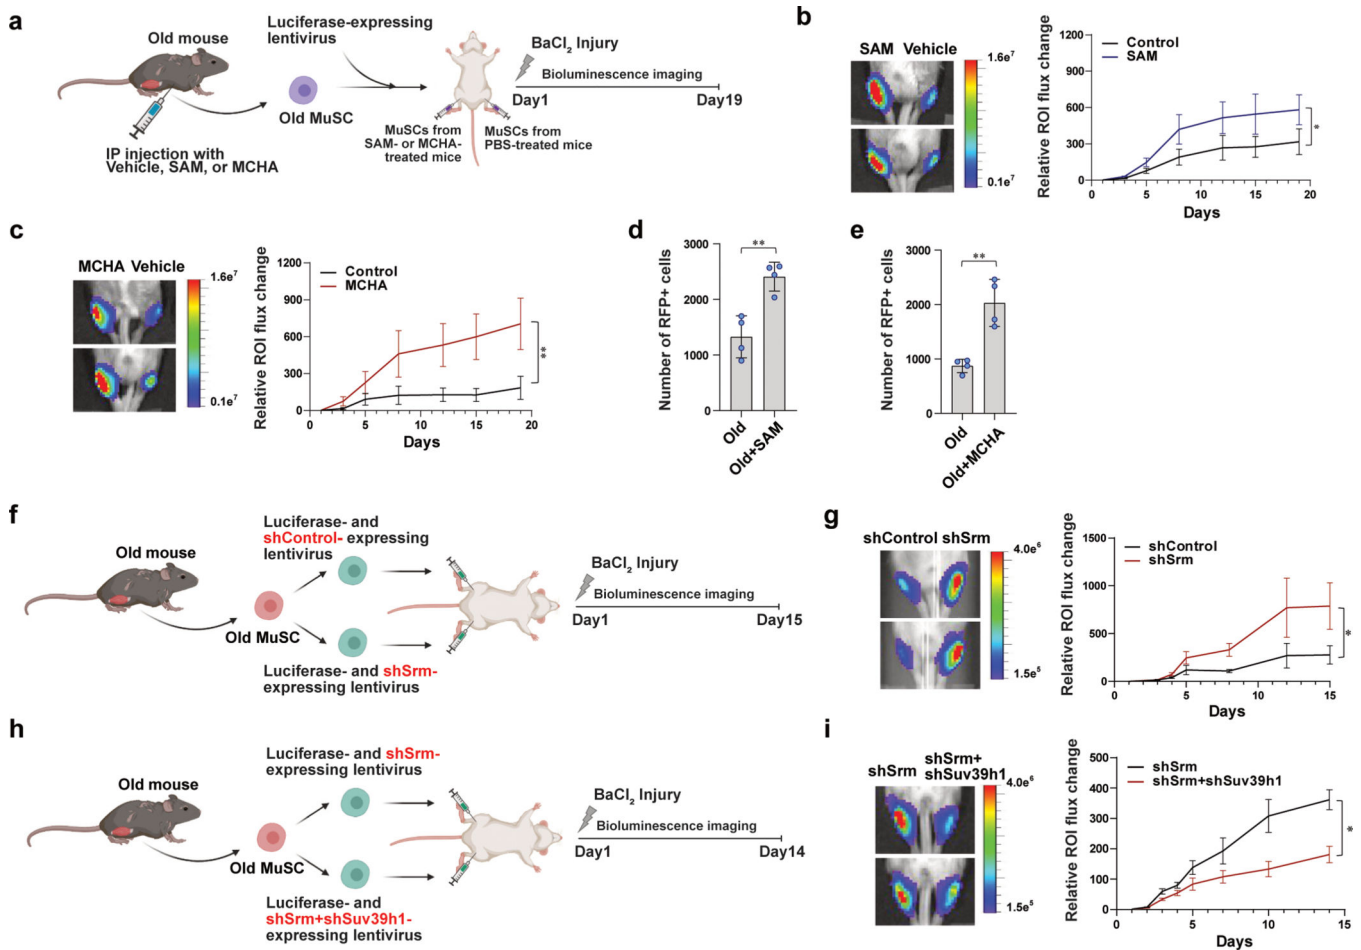 a
Old mouse
Luciferase-expressing
lentivirus
Old MuSC
IP injection with
Vehicle, SAM, or MCHA
MuSCs from
SAM- or MCHA-
treated mice
MuSCs from
PBS-treated mice
BaCl₂ Injury
Bioluminescence imaging
Day1
Day19
b
SAM Vehicle
1.6e⁷
0.1e⁷
Relative ROI flux change
1200
900
600
300
0
Control
SAM
*
0 5 10 15 20
Days
c
MCHA Vehicle
1.6e⁷
0.1e⁷
Relative ROI flux change
1200
900
600
300
0
Control
MCHA
**
0 5 10 15 20
Days
d
Number of RFP+ cells
3000
2000
1000
0
**
Old
Old+SAM
e
Number of RFP+ cells
3000
2000
1000
0
**
Old
Old+MCHA
f
Old mouse
Luciferase- and
shControl- expressing
lentivirus
Old MuSC
Luciferase- and shSrm-
expressing lentivirus
BaCl₂ Injury
Bioluminescence imaging
Day1
Day15
g
shControl shSrm
4.0e⁶
1.5e⁵
Relative ROI flux change
1500
1000
500
0
shControl
shSrm
*
0 5 10 15
Days
h
Old mouse
Luciferase- and shSrm-
expressing lentivirus
Old MuSC
Luciferase- and
shSrm+shSuv39h1-
expressing lentivirus
BaCl₂ Injury
Bioluminescence imaging
Day1
Day14
i
shSrm
shSrm+
shSuv39h1
4.0e⁶
1.5e⁵
Relative ROI flux change
500
400
300
200
100
0
shSrm
shSrm+shSuv39h1
*
0 5 10 15
Days